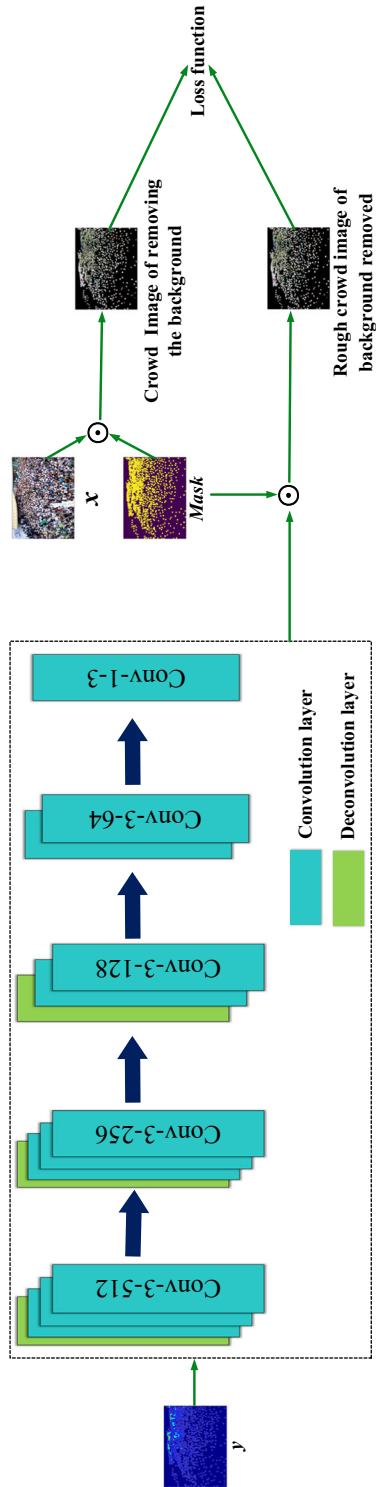 y
Conv-3-512
Conv-3-256
Conv-3-128
Conv-3-64
Conv-1-3
Convolution layer
Deconvolution layer
x
Mask
Crowd Image of removing
the background
Rough crowd image of
background removed
Loss function